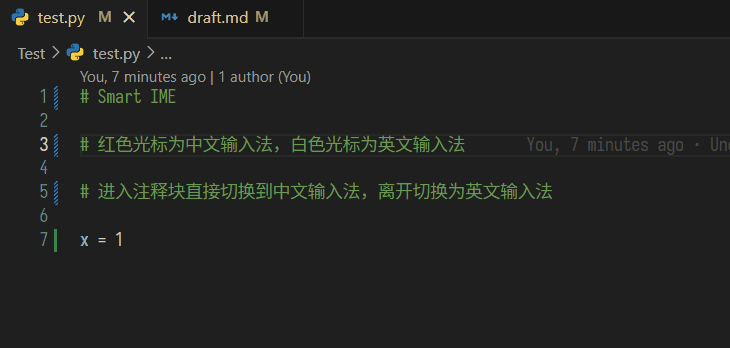 test.py M
draft.md M
Test > test.py > ...
You, 7 minutes ago | 1 author (You)
1 # Smart IME
2
3 # 红色光标为中文输入法，白色光标为英文输入法 You, 7 minutes ago · Unc
4
5 # 进入注释块直接切换到中文输入法，离开切换为英文输入法
6
7 x = 1